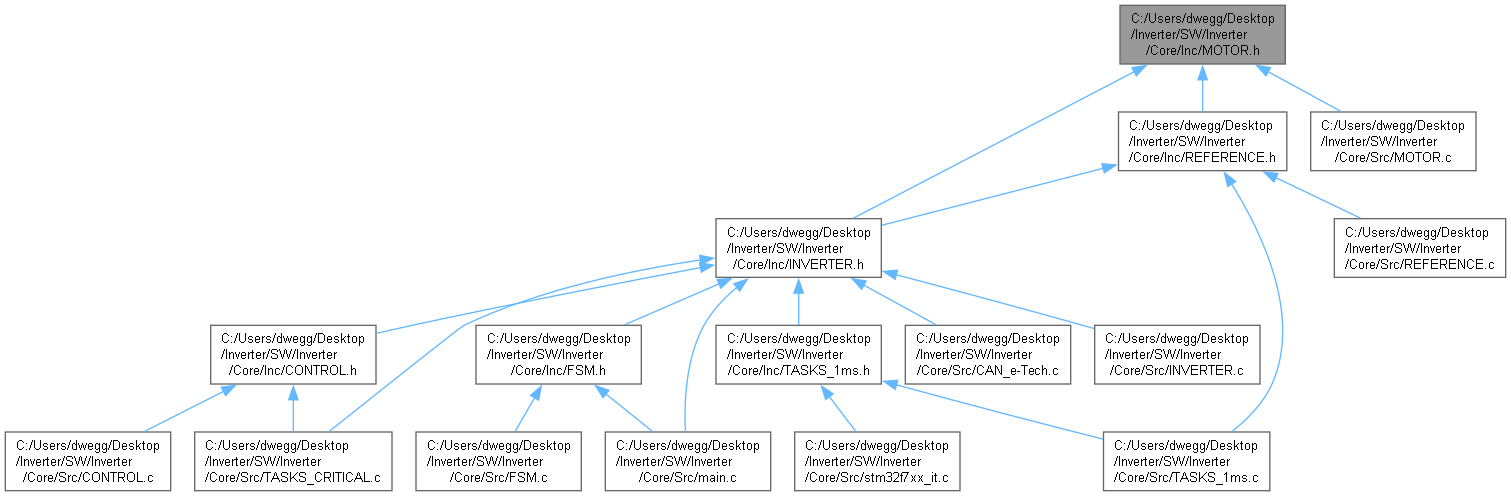 C:/Users/dwegg/Desktop
/Inverter/SW/Inverter
/Core/Inc/MOTOR.h
C:/Users/dwegg/Desktop
/Inverter/SW/Inverter
/Core/Inc/REFERENCE.h
C:/Users/dwegg/Desktop
/Inverter/SW/Inverter
/Core/Src/MOTOR.c
C:/Users/dwegg/Desktop
/Inverter/SW/Inverter
/Core/Inc/INVERTER.h
C:/Users/dwegg/Desktop
/Inverter/SW/Inverter
/Core/Src/REFERENCE.c
C:/Users/dwegg/Desktop
/Inverter/SW/Inverter
/Core/Inc/CONTROL.h
C:/Users/dwegg/Desktop
/Inverter/SW/Inverter
/Core/Inc/FSM.h
C:/Users/dwegg/Desktop
/Inverter/SW/Inverter
/Core/Inc/TASKS_1ms.h
C:/Users/dwegg/Desktop
/Inverter/SW/Inverter
/Core/Src/CAN_e-Tech.c
C:/Users/dwegg/Desktop
/Inverter/SW/Inverter
/Core/Src/INVERTER.c
C:/Users/dwegg/Desktop
/Inverter/SW/Inverter
/Core/Src/CONTROL.c
C:/Users/dwegg/Desktop
/Inverter/SW/Inverter
/Core/Src/TASKS_CRITICAL.c
C:/Users/dwegg/Desktop
/Inverter/SW/Inverter
/Core/Src/FSM.c
C:/Users/dwegg/Desktop
/Inverter/SW/Inverter
/Core/Src/main.c
C:/Users/dwegg/Desktop
/Inverter/SW/Inverter
/Core/Src/stm32f7xx_it.c
C:/Users/dwegg/Desktop
/Inverter/SW/Inverter
/Core/Src/TASKS_1ms.c